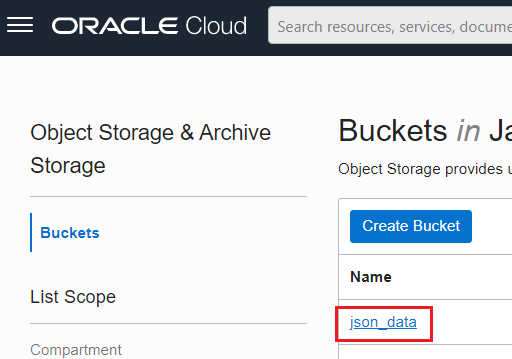 ORACLE Cloud
Search resources, services, docume
Object Storage & Archive
Storage
Buckets
List Scope
Compartment
Buckets in Ja
Object Storage provides u
Create Bucket
Name
json_data